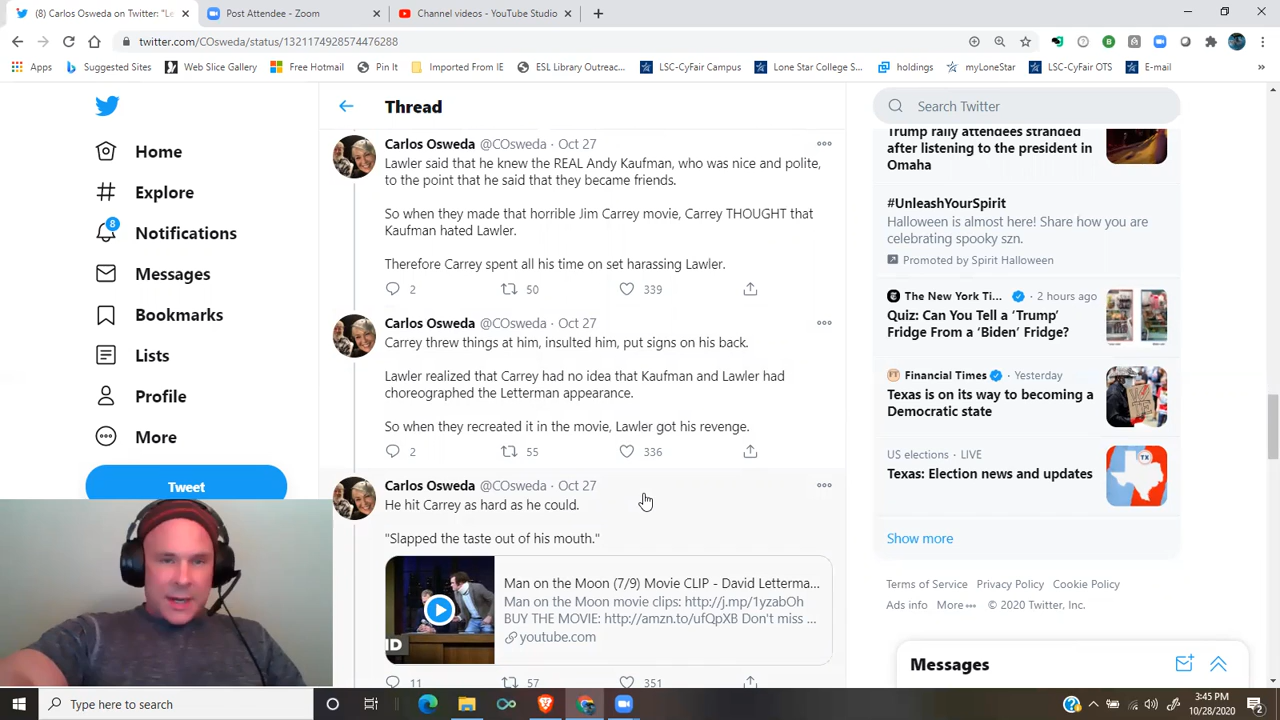 (8) Carlos Osweda on Twitter: "Le
Post Attendee - Zoom
Channel videos - YouTube Studio
twitter.com/COsweda/status/1321174928574476288
Apps
Suggested Sites
Web Slice Gallery
Free Hotmail
Pin It
Imported From IE
ESL Library Outreac...
LSC-CyFair Campus
Lone Star College S...
holdings
myLoneStar
LSC-CyFair OTS
E-mail
Home
Explore
8
Notifications
Messages
Bookmarks
Lists
Profile
More
Tweet
Thread
Carlos Osweda @COsweda · Oct 27
Lawler said that he knew the REAL Andy Kaufman, who was nice and polite,
to the point that he said that they became friends.
So when they made that horrible Jim Carrey movie, Carrey THOUGHT that
Kaufman hated Lawler.
Therefore Carrey spent all his time on set harassing Lawler.
2 50 339
Carlos Osweda @COsweda · Oct 27
Carrey threw things at him, insulted him, put signs on his back.
Lawler realized that Carrey had no idea that Kaufman and Lawler had
choreographed the Letterman appearance.
So when they recreated it in the movie, Lawler got his revenge.
2 55 336
Carlos Osweda @COsweda · Oct 27
He hit Carrey as hard as he could.
"Slapped the taste out of his mouth."
Man on the Moon (7/9) Movie CLIP - David Letterma...
Man on the Moon movie clips: http://j.mp/1yzabOh
BUY THE MOVIE: http://amzn.to/ufQpXB Don't miss ...
youtube.com
11 57 351
Search Twitter
Trump rally attendees stranded
after listening to the president in
Omaha
#UnleashYourSpirit
Halloween is almost here! Share how you are
celebrating spooky szn.
Promoted by Spirit Halloween
The New York Ti... · 2 hours ago
Quiz: Can You Tell a ‘Trump’
Fridge From a ‘Biden’ Fridge?
Financial Times · Yesterday
Texas is on its way to becoming a
Democratic state
US elections · LIVE
Texas: Election news and updates
Show more
Terms of Service Privacy Policy Cookie Policy
Ads info More © 2020 Twitter, Inc.
Messages
Type here to search
3:45 PM
10/28/2020